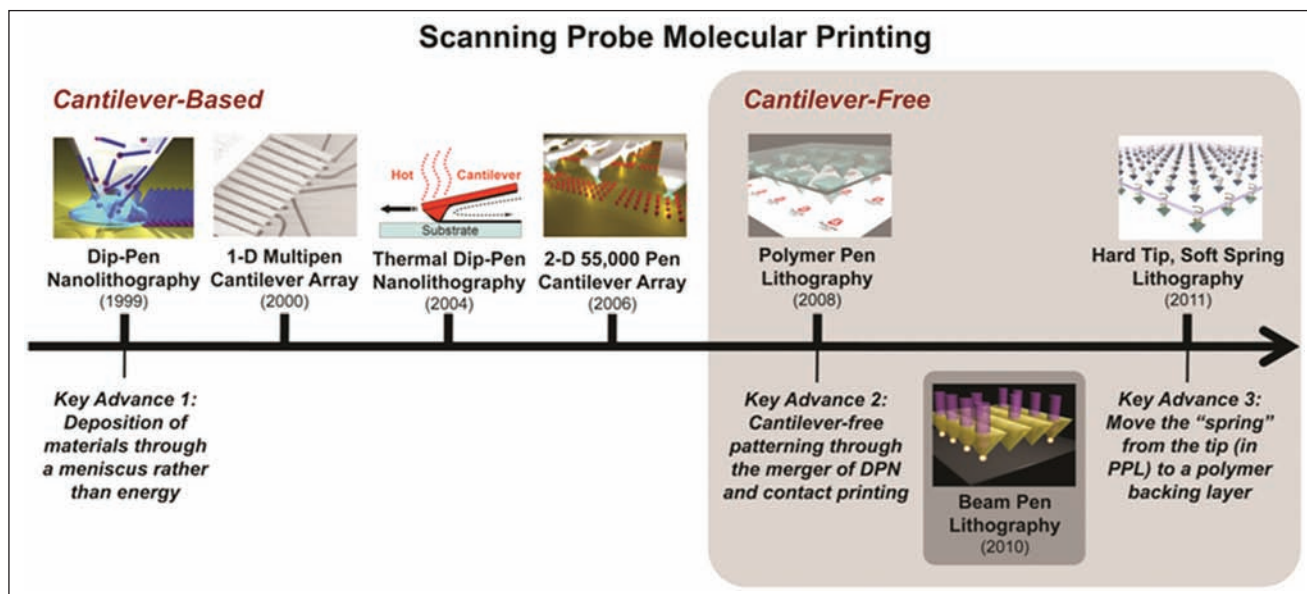 Scanning Probe Molecular Printing
Cantilever-Based
Cantilever-Free
Hot
Cantilever
Substrate
Dip-Pen
Nanolithography
(1999)
1-D Multipen
Cantilever Array
(2000)
Thermal Dip-Pen
Nanolithography
(2004)
2-D 55,000 Pen
Cantilever Array
(2006)
Polymer Pen
Lithography
(2008)
Hard Tip, Soft Spring
Lithography
(2011)
Key Advance 1:
Deposition of
materials through
a meniscus rather
than energy
Key Advance 2:
Cantilever-free
patterning through
the merger of DPN
and contact printing
Beam Pen
Lithography
(2010)
Key Advance 3:
Move the “spring”
from the tip (in
PPL) to a polymer
backing layer